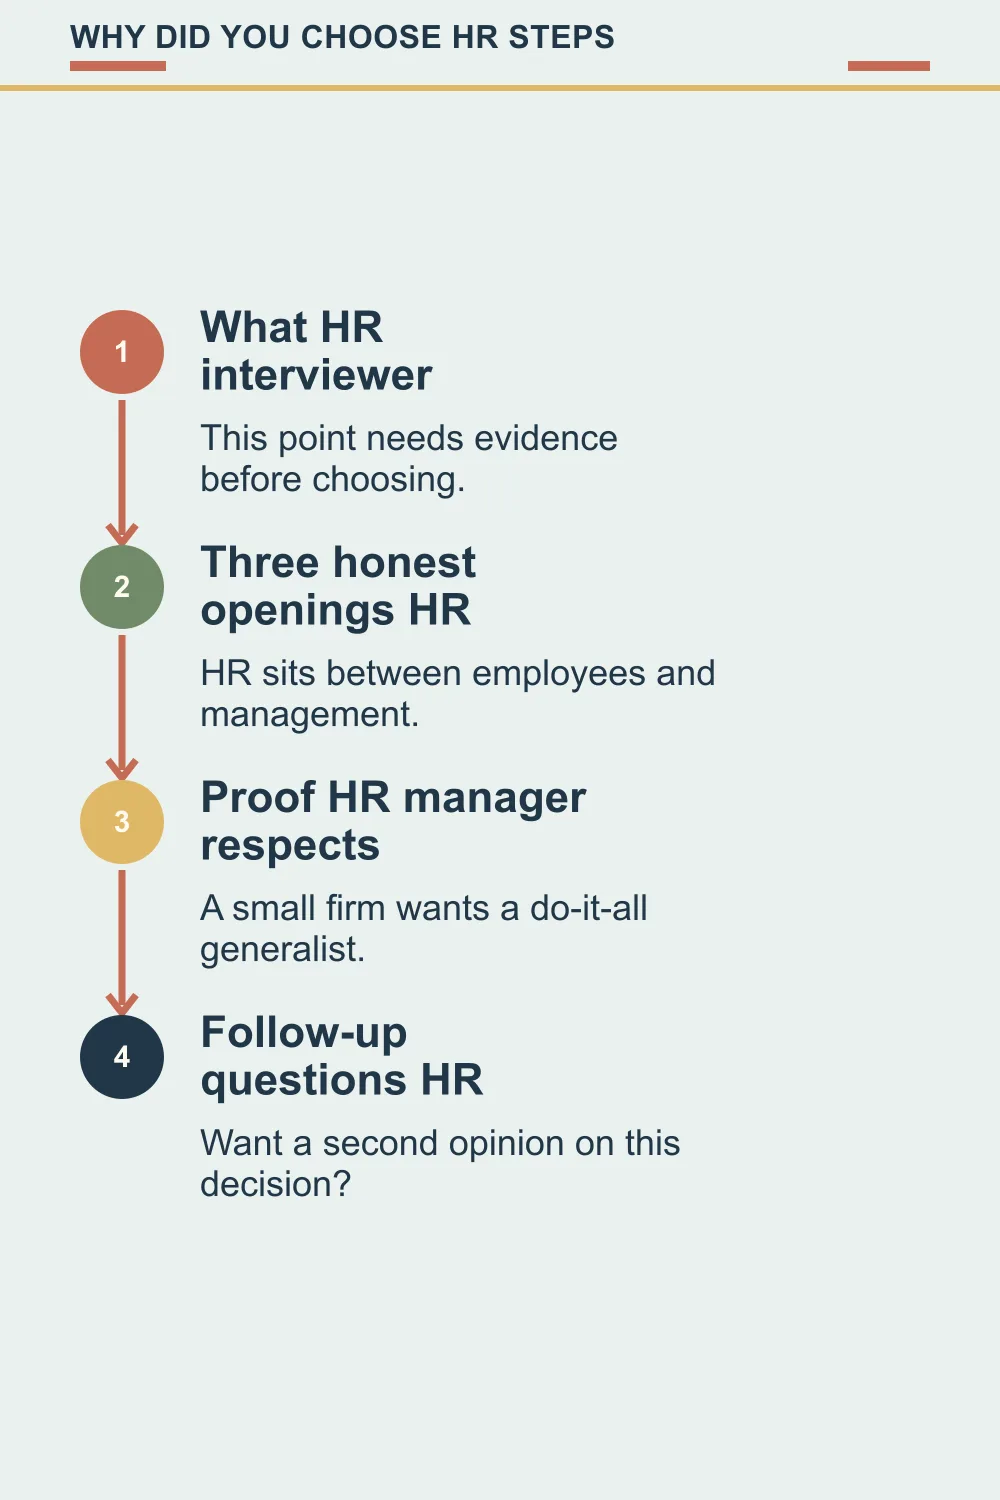 WHY DID YOU CHOOSE HR STEPS
1
What HR
interviewer
This point needs evidence
before choosing.
2
Three honest
openings HR
HR sits between employees and
management.
3
Proof HR manager
respects
A small firm wants a do-it-all
generalist.
4
Follow-up
questions HR
Want a second opinion on this
decision?